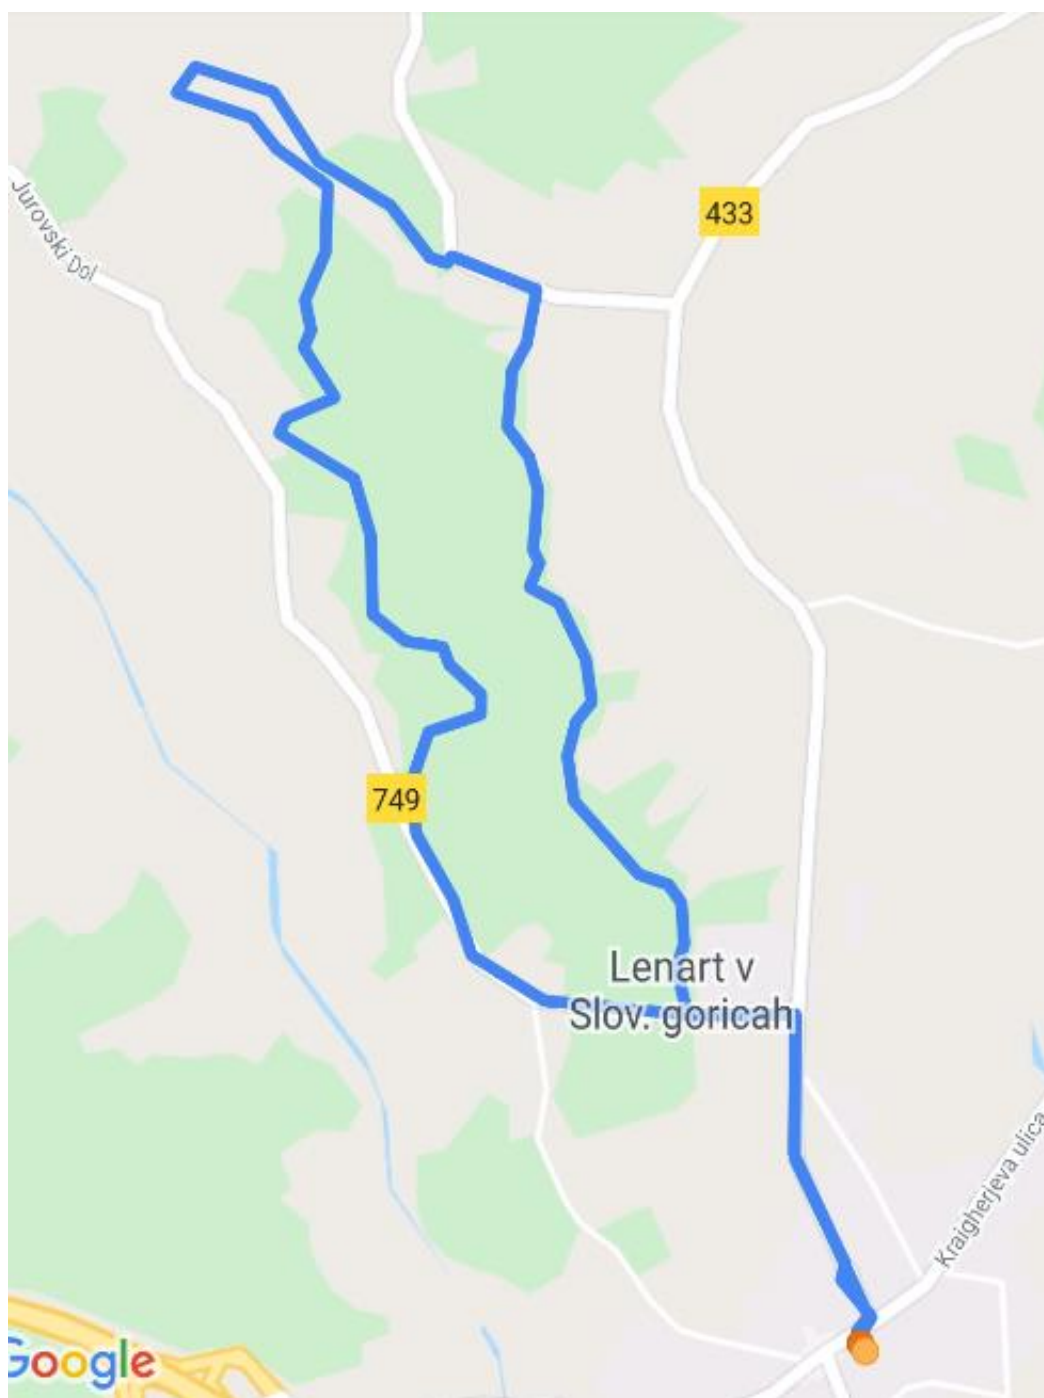 433
Jurovski Dol
749
Lenart v
Slov. goricah
Kraigherjeva ulica
Google